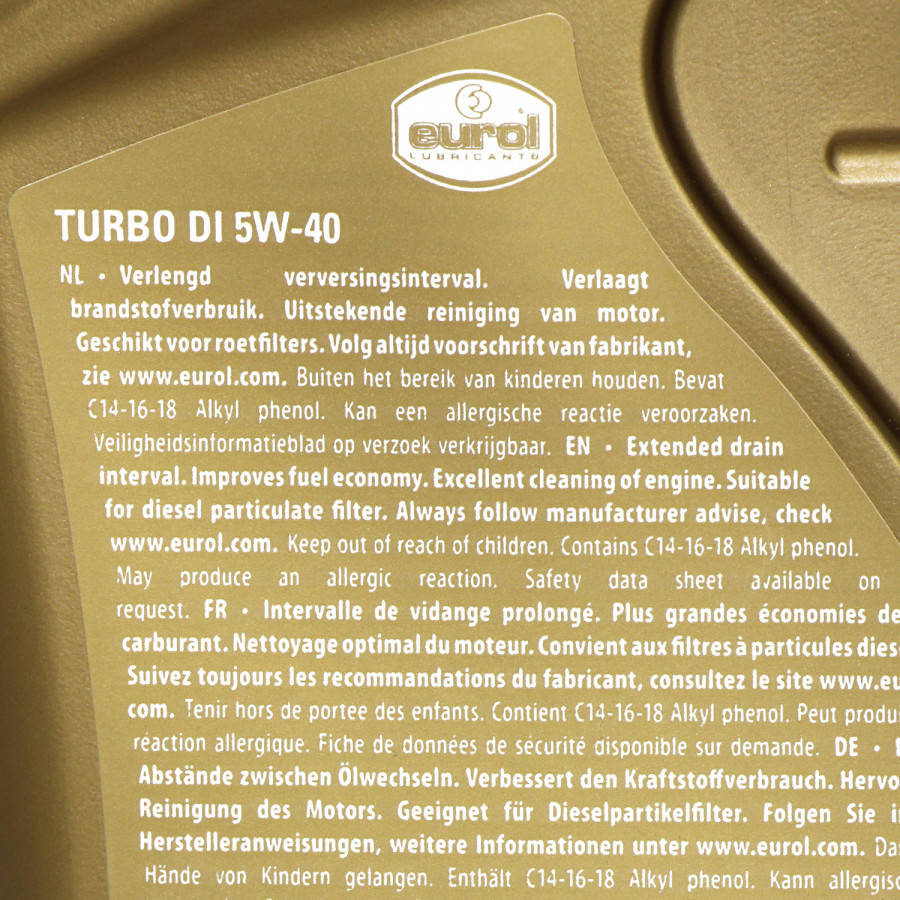 eurol
LUBRICANTS
TURBO DI 5W-40
NL • Verlengd verversingsinterval. Verlaagt
brandstofverbruik. Uitstekende reiniging van motor.
Geschikt voor roetfilters. Volg altijd voorschrift van fabrikant,
zie www.eurol.com. Buiten het bereik van kinderen houden. Bevat
C14-16-18 Alkyl phenol. Kan een allergische reactie veroorzaken.
Veiligheidsinformatieblad op verzoek verkrijgbaar. EN • Extended drain
interval. Improves fuel economy. Excellent cleaning of engine. Suitable
for diesel particulate filter. Always follow manufacturer advise, check
www.eurol.com. Keep out of reach of children. Contains C14-16-18 Alkyl phenol.
May produce an allergic reaction. Safety data sheet available on
request. FR • Intervalle de vidange prolongé. Plus grandes économies de
carburant. Nettoyage optimal du moteur. Convient aux filtres à particules
Suivez toujours les recommandations du fabricant, consultez le site
com. Tenir hors de portee des enfants. Contient C14-16-18 Alkyl phenol. Peut
réaction allergique. Fiche de données de sécurité disponible sur demande. DE •
Abstände zwischen Ölwechseln. Verbessert den Kraftstoffverbrauch.
Reinigung des Motors. Geeignet für Dieselpartikelfilter. Folgen Sie
Herstelleranweisungen, weitere Informationen unter www.eurol.com.
Hände von Kindern gelangen. Enthält C14-16-18 Alkyl phenol. Kann